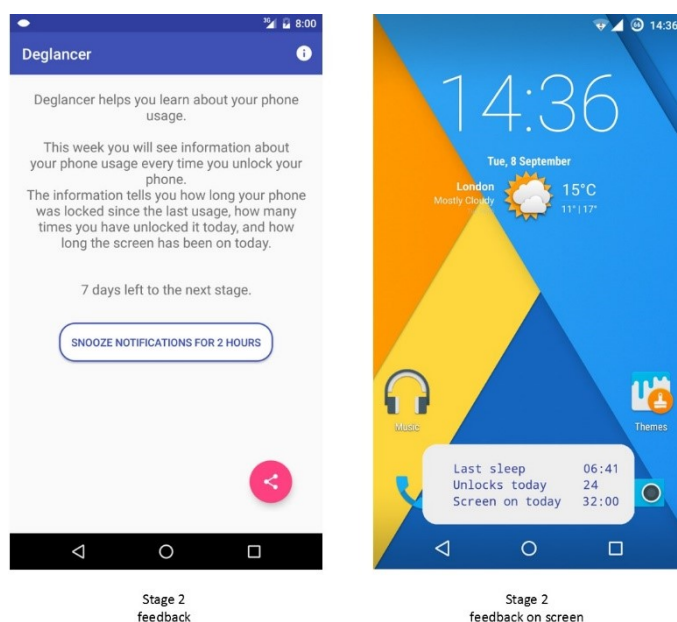 3G 8:00
Deglancer
Deglancer helps you learn about your phone
usage.
This week you will see information about
your phone usage every time you unlock your
phone.
The information tells you how long your phone
was locked since the last usage, how many
times you have unlocked it today, and how
long the screen has been on today.
7 days left to the next stage.
SNOOZE NOTIFICATIONS FOR 2 HOURS
Stage 2
feedback
14:36
14:36
Tue, 8 September
London
Mostly Cloudy
15°C
11° | 17°
Music
Themes
Last sleep 06:41
Unlocks today 24
Screen on today 32:00
Stage 2
feedback on screen